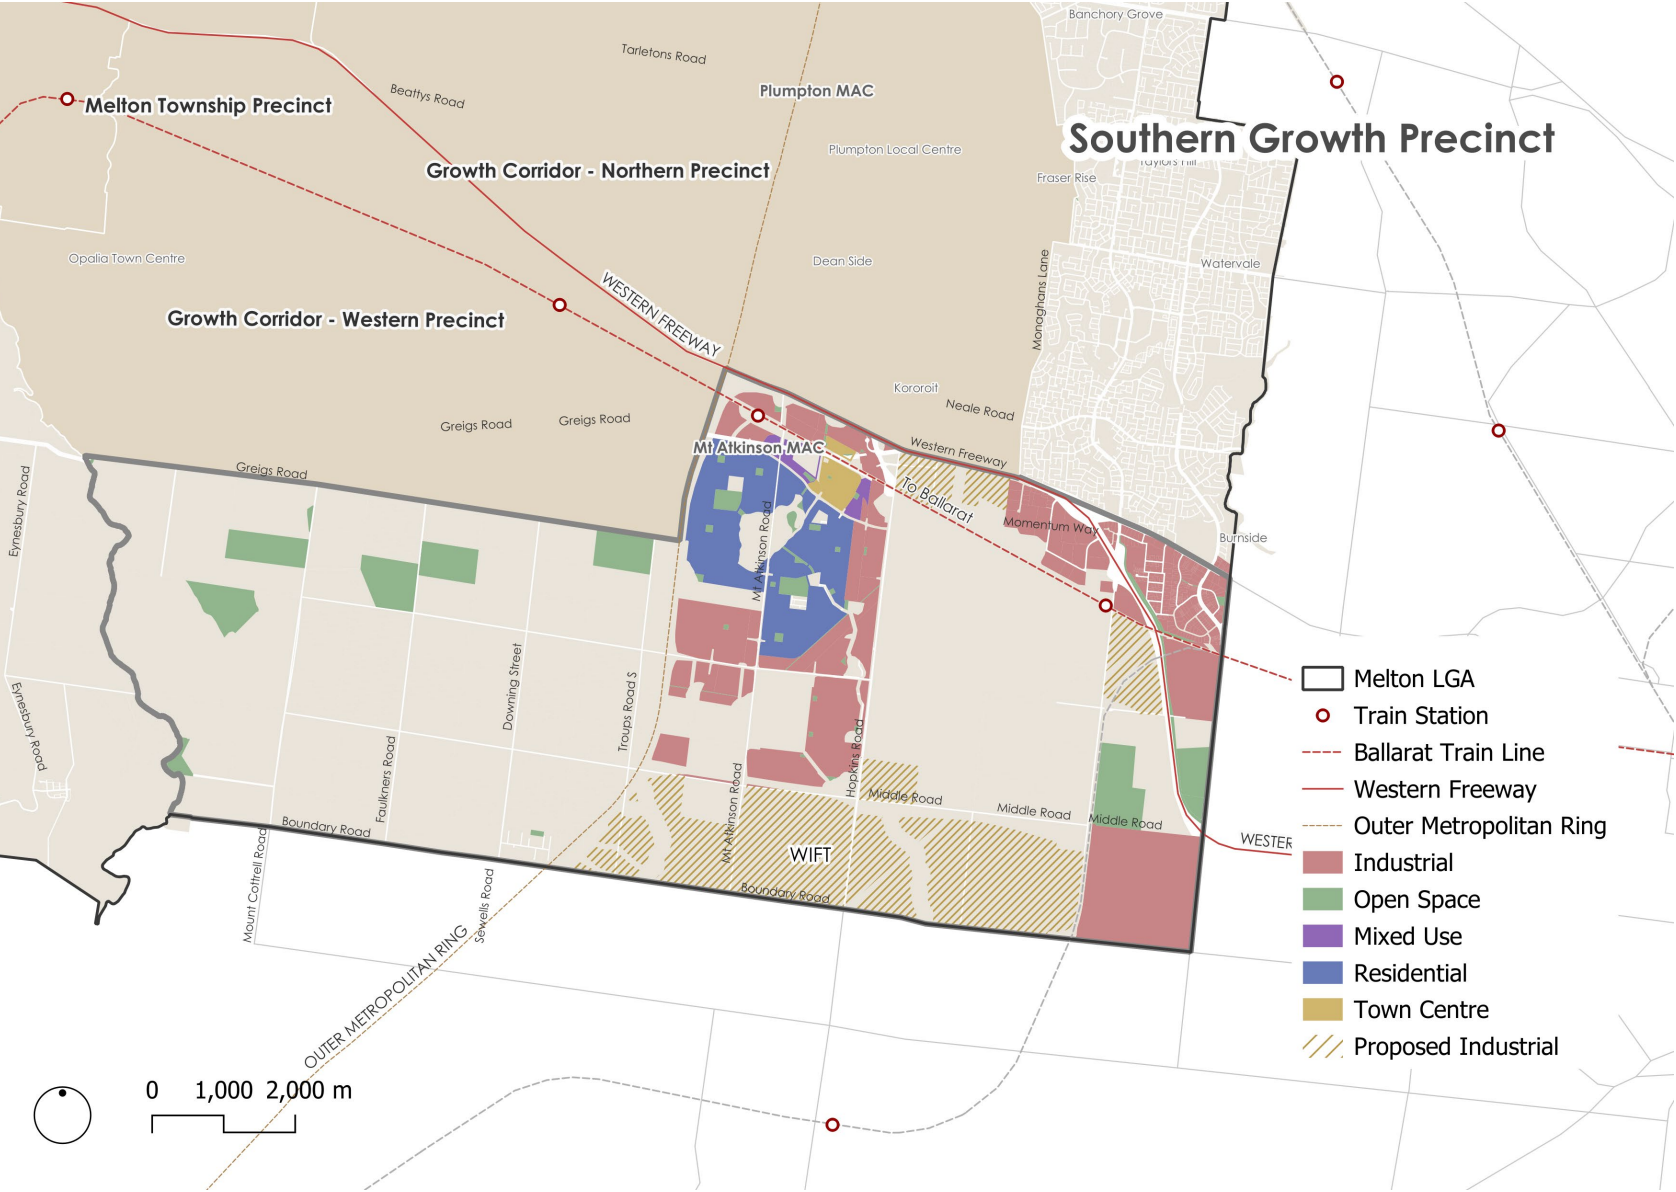 Banchory Grove
Tarletons Road
Beattys Road
Plumpton MAC
Melton Township Precinct
Southern Growth Precinct
Plumpton Local Centre
Taylors Hill
Growth Corridor - Northern Precinct
Fraser Rise
Opalia Town Centre
Dean Side
Watervale
Monaghans Lane
WESTERN FREEWAY
Growth Corridor - Western Precinct
Kororoit
Neale Road
Greigs Road
Greigs Road
Mt Atkinson MAC
Western Freeway
Greigs Road
Eynesbury Road
To Ballarat
Momentum Way
Burnside
Mt Atkinson Road
Downing Street
Troups Road S
Eynesbury Road
Faulkners Road
Hopkins Road
Mt Atkinson Road
Middle Road
Middle Road
Middle Road
Boundary Road
WIFT
Boundary Road
Mount Cottrell Road
Sewells Road
OUTER METROPOLITAN RING
WESTER
Melton LGA
Train Station
Ballarat Train Line
Western Freeway
Outer Metropolitan Ring
Industrial
Open Space
Mixed Use
Residential
Town Centre
Proposed Industrial
0 1,000 2,000 m